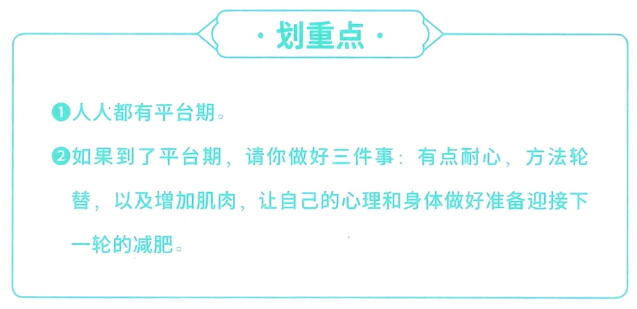 ·划重点·
❶人人都有平台期。
❷如果到了平台期，请你做好三件事：有点耐心，方法轮
替，以及增加肌肉，让自己的心理和身体做好准备迎接下
一轮的减肥。